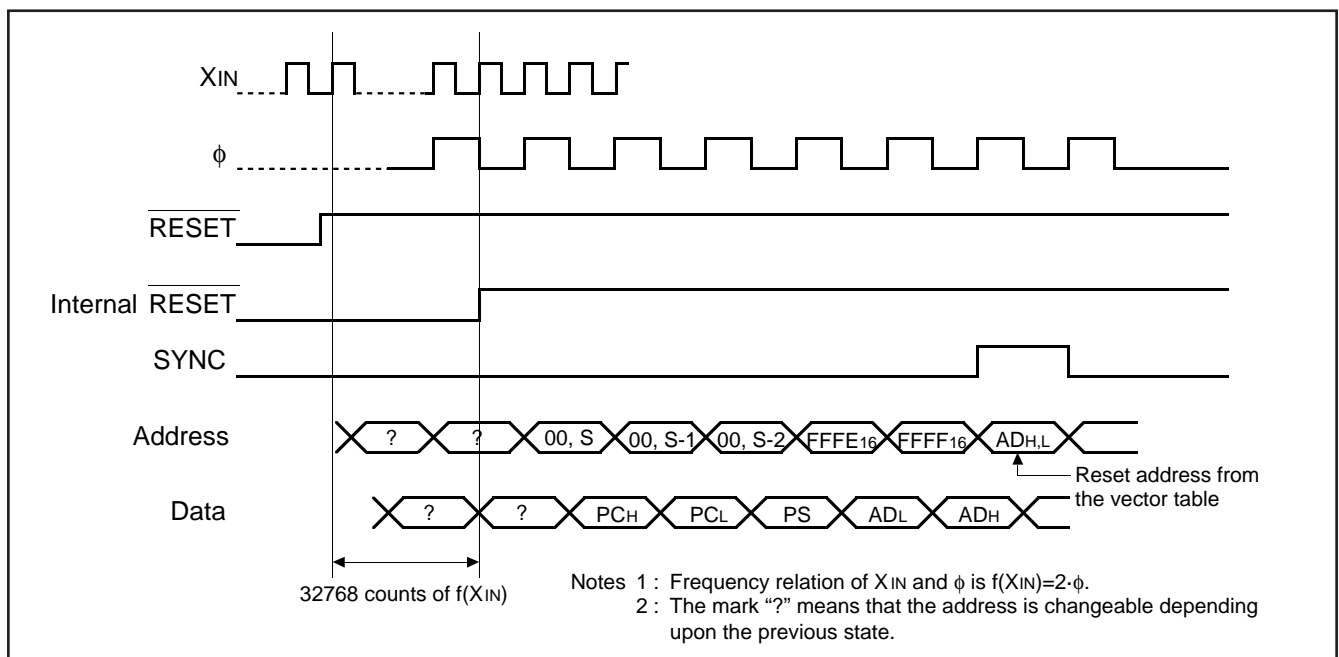 XIN
ϕ
RESET
Internal RESET
SYNC
Address ? ? 00, S 00, S-1 00, S-2 FFFE16 FFFF16 ADH,L
Reset address from
the vector table
Data ? ? PCH PCL PS ADL ADH
32768 counts of f(XIN)
Notes 1 : Frequency relation of XIN and ϕ is f(XIN)=2·ϕ.
2 : The mark “?” means that the address is changeable depending
upon the previous state.